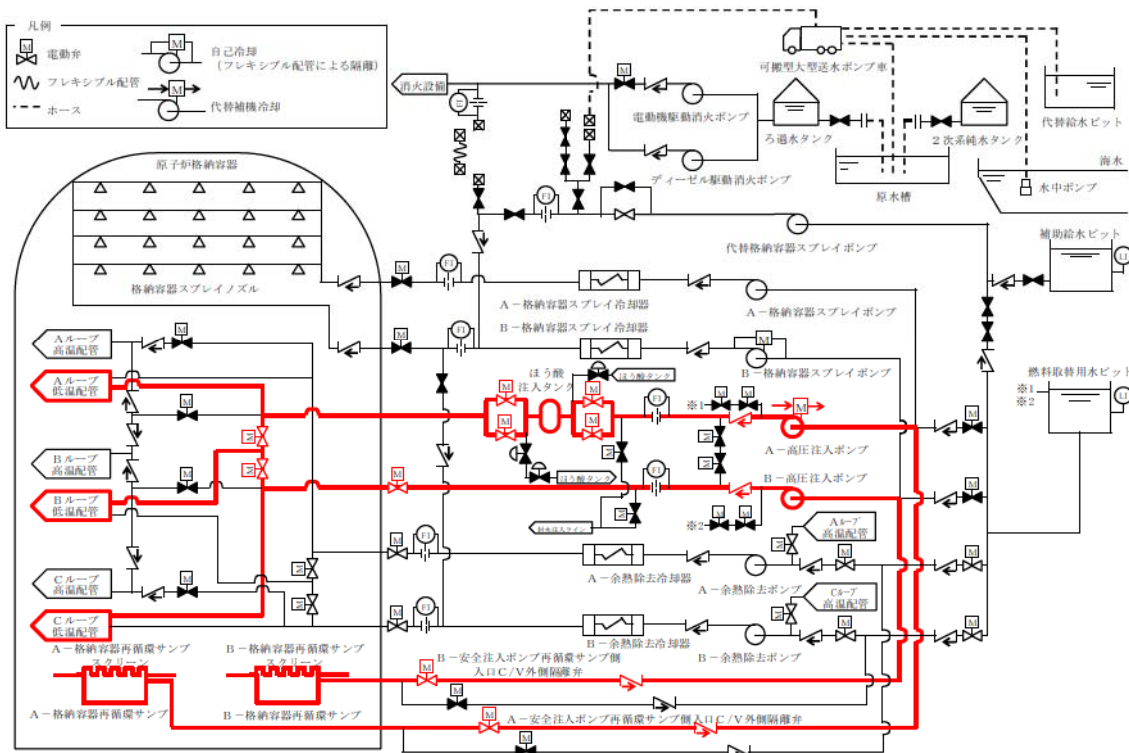 凡例
M
電動弁
フレキシブル配管
ホース
M
自己冷却
(フレキシブル配管による隔離)
M
代替補機冷却
消火設備
FI
M
電動機駆動消火ポンプ
ディーゼル駆動消火ポンプ
可搬型大型送水ポンプ車
ろ過水タンク
2次系純水タンク
代替給水ピット
原水槽
海水
水中ポンプ
FI
代替格納容器スプレイポンプ
補助給水ピット
LI
原子炉格納容器
格納容器スプレイノズル
M
FI
A-格納容器スプレイ冷却器
A-格納容器スプレイポンプ
B-格納容器スプレイ冷却器
M
FI
M
B-格納容器スプレイポンプ
燃料取替用水ピット
※1
※2
LI
Aループ
高温配管
M
Aループ
低温配管
M
Bループ
高温配管
M
Bループ
低温配管
M
M
Cループ
高温配管
M
Cループ
低温配管
ほう酸
注入タンク
ほう酸タンク
M
M
M
M
FI
※1
M
M
M
A-高圧注入ポンプ
ほう酸タンク
M
M
M
M
FI
B-高圧注入ポンプ
M
※2
M
M
M
FI
M
M
A-余熱除去冷却器
A-余熱除去ポンプ
Aループ
高温配管
M
M
M
M
FI
B-余熱除去冷却器
B-余熱除去ポンプ
Cループ
高温配管
M
M
M
M
M
M
M
A-格納容器再循環サンプ
スクリーン
B-格納容器再循環サンプ
スクリーン
B-安全注入ポンプ再循環サンプ側
入口C/V外側隔離弁
M
M
A-格納容器再循環サンプ
B-格納容器再循環サンプ
A-安全注入ポンプ再循環サンプ側入口C/V外側隔離弁
M
M